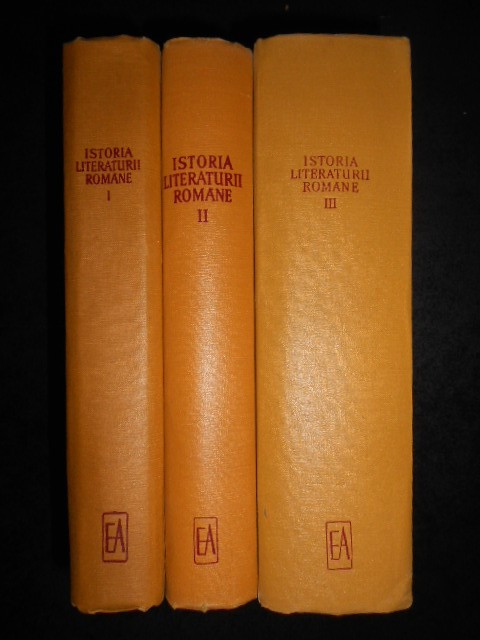 ISTORIA
LITERATURII
ROMANE
I
EA
ISTORIA
LITERATURII
ROMANE
II
EA
ISTORIA
LITERATURII
ROMANE
III
EA